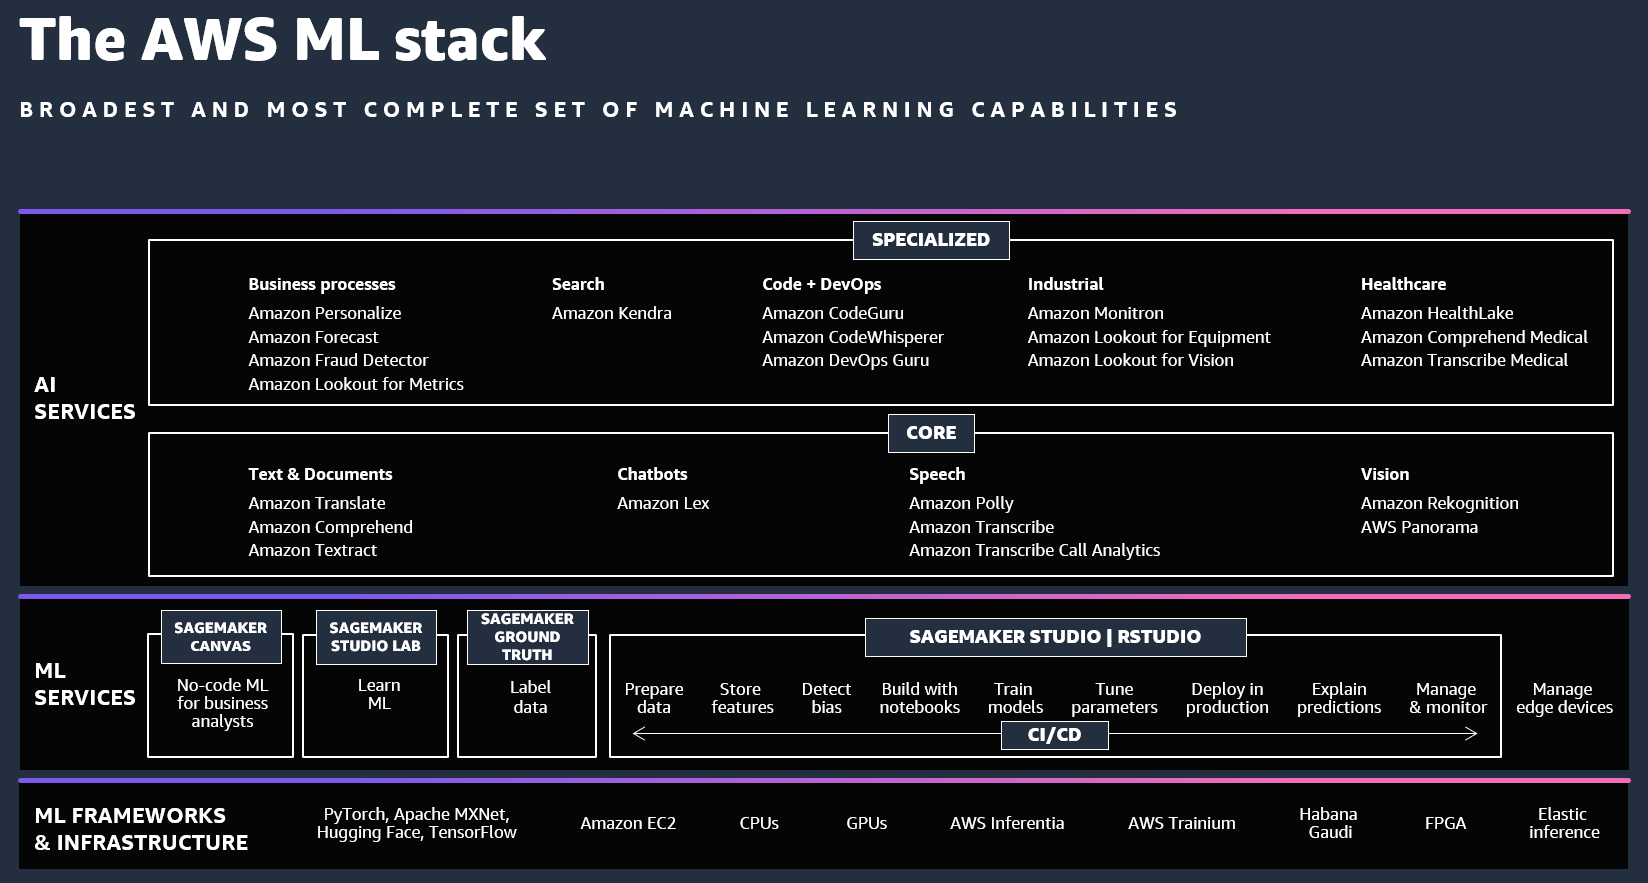 The AWS ML stack
BROADEST AND MOST COMPLETE SET OF MACHINE LEARNING CAPABILITIES
AI
SERVICES
SPECIALIZED
Business processes
Amazon Personalize
Amazon Forecast
Amazon Fraud Detector
Amazon Lookout for Metrics
Search
Amazon Kendra
Code + DevOps
Amazon CodeGuru
Amazon CodeWhisperer
Amazon DevOps Guru
Industrial
Amazon Monitron
Amazon Lookout for Equipment
Amazon Lookout for Vision
Healthcare
Amazon HealthLake
Amazon Comprehend Medical
Amazon Transcribe Medical
CORE
Text & Documents
Amazon Translate
Amazon Comprehend
Amazon Textract
Chatbots
Amazon Lex
Speech
Amazon Polly
Amazon Transcribe
Amazon Transcribe Call Analytics
Vision
Amazon Rekognition
AWS Panorama
ML
SERVICES
SAGEMAKER
CANVAS
No-code ML
for business
analysts
SAGEMAKER
STUDIO LAB
Learn
ML
SAGEMAKER
GROUND
TRUTH
Label
data
SAGEMAKER STUDIO | RSTUDIO
Prepare
data
Store
features
Detect
bias
Build with
notebooks
Train
models
Tune
parameters
Deploy in
production
Explain
predictions
Manage
& monitor
CI/CD
Manage
edge devices
ML FRAMEWORKS
& INFRASTRUCTURE
PyTorch, Apache MXNet,
Hugging Face, TensorFlow
Amazon EC2
CPUs
GPUs
AWS Inferentia
AWS Trainium
Habana
Gaudi
FPGA
Elastic
inference